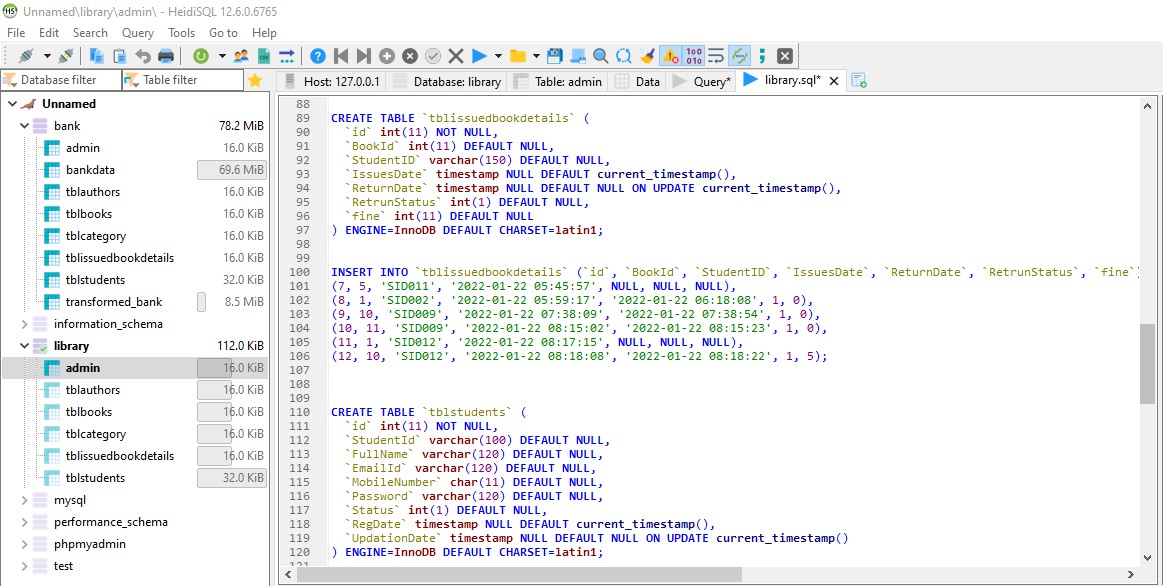 Unnamed\library\admin\ - HeidiSQL 12.6.0.6765
File Edit Search Query Tools Go to Help
Database filter Table filter Host: 127.0.0.1 Database: library Table: admin Data Query* library.sql*
Unnamed
bank 78.2 MiB
admin 16.0 KiB
bankdata 69.6 MiB
tblauthors 16.0 KiB
tblbooks 16.0 KiB
tblcategory 16.0 KiB
tblissuedbookdetails 16.0 KiB
tblstudents 32.0 KiB
transformed_bank 8.5 MiB
information_schema
library 112.0 KiB
admin 16.0 KiB
tblauthors 16.0 KiB
tblbooks 16.0 KiB
tblcategory 16.0 KiB
tblissuedbookdetails 16.0 KiB
tblstudents 32.0 KiB
mysql
performance_schema
phpmyadmin
test
88
89 CREATE TABLE `tblissuedbookdetails` (
90 `id` int(11) NOT NULL,
91 `BookId` int(11) DEFAULT NULL,
92 `StudentID` varchar(150) DEFAULT NULL,
93 `IssuesDate` timestamp NULL DEFAULT current_timestamp(),
94 `ReturnDate` timestamp NULL DEFAULT NULL ON UPDATE current_timestamp(),
95 `RetrunStatus` int(1) DEFAULT NULL,
96 `fine` int(11) DEFAULT NULL
97 ) ENGINE=InnoDB DEFAULT CHARSET=latin1;
98
99
100 INSERT INTO `tblissuedbookdetails` (`id`, `BookId`, `StudentID`, `IssuesDate`, `ReturnDate`, `RetrunStatus`, `fine`)
101 (7, 5, 'SID011', '2022-01-22 05:45:57', NULL, NULL, NULL),
102 (8, 1, 'SID002', '2022-01-22 05:59:17', '2022-01-22 06:18:08', 1, 0),
103 (9, 10, 'SID009', '2022-01-22 07:38:09', '2022-01-22 07:38:54', 1, 0),
104 (10, 11, 'SID009', '2022-01-22 08:15:02', '2022-01-22 08:15:23', 1, 0),
105 (11, 1, 'SID012', '2022-01-22 08:17:15', NULL, NULL, NULL),
106 (12, 10, 'SID012', '2022-01-22 08:18:08', '2022-01-22 08:18:22', 1, 5);
107
108
109
110 CREATE TABLE `tblstudents` (
111 `id` int(11) NOT NULL,
112 `StudentId` varchar(100) DEFAULT NULL,
113 `FullName` varchar(120) DEFAULT NULL,
114 `EmailId` varchar(120) DEFAULT NULL,
115 `MobileNumber` char(11) DEFAULT NULL,
116 `Password` varchar(120) DEFAULT NULL,
117 `Status` int(1) DEFAULT NULL,
118 `RegDate` timestamp NULL DEFAULT current_timestamp(),
119 `UpdationDate` timestamp NULL DEFAULT NULL ON UPDATE current_timestamp()
120 ) ENGINE=InnoDB DEFAULT CHARSET=latin1;